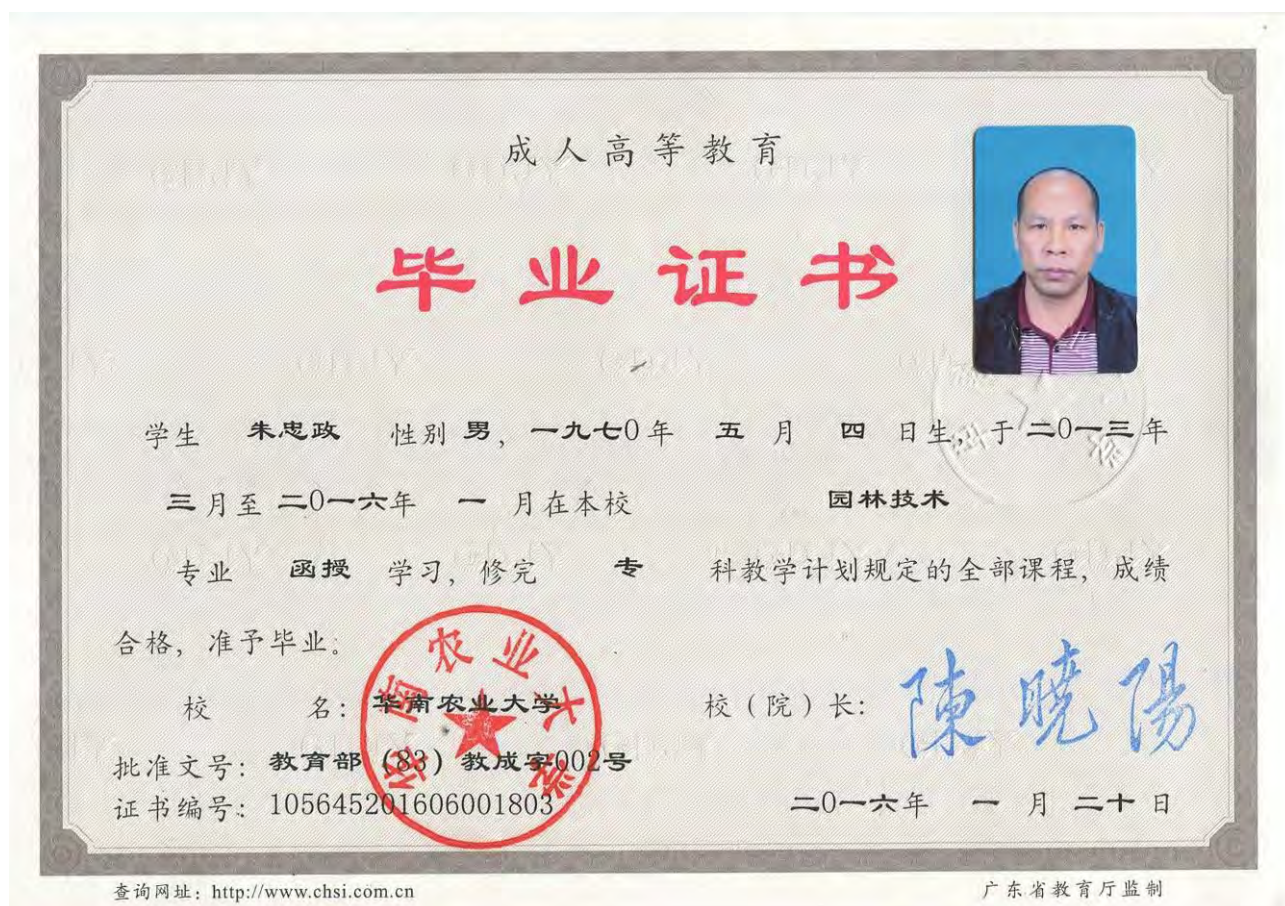 成人高等教育
毕业证书
学生 朱忠政 性别 男，一九七0年 五 月 四 日生，于二0一三年
三月至二0一六年 一 月在本校 园林技术
专业 函授 学习，修完 专 科教学计划规定的全部课程，成绩
合格，准予毕业。
华南农业大学
校 名：华南农业大学 校（院）长：陳曉陽
批准文号：教育部（83）教成字002号
证书编号：105645201606001803 二0一六年 一 月 二十 日
查询网址：http://www.chsi.com.cn 广东省教育厅监制